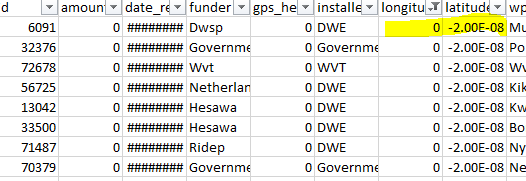 d amount date_re funder gps_he installe longitu latitude wp
6091 0 ######## Dwsp 0 DWE 0 -2.00E-08 Mu
32376 0 ######## Governme 0 Governme 0 -2.00E-08 Po
72678 0 ######## Wvt 0 WVT 0 -2.00E-08 Wv
56725 0 ######## Netherlan 0 DWE 0 -2.00E-08 Kik
13042 0 ######## Hesawa 0 DWE 0 -2.00E-08 Kw
33500 0 ######## Hesawa 0 DWE 0 -2.00E-08 Bo
71487 0 ######## Ridep 0 DWE 0 -2.00E-08 Ny
70379 0 ######## Governme 0 Governme 0 -2.00E-08 Ne